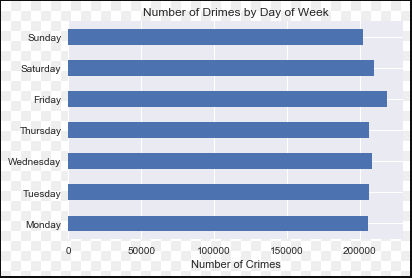 Number of Drimes by Day of Week
Sunday
Saturday
Friday
Thursday
Wednesday
Tuesday
Monday
0 50000 100000 150000 200000
Number of Crimes